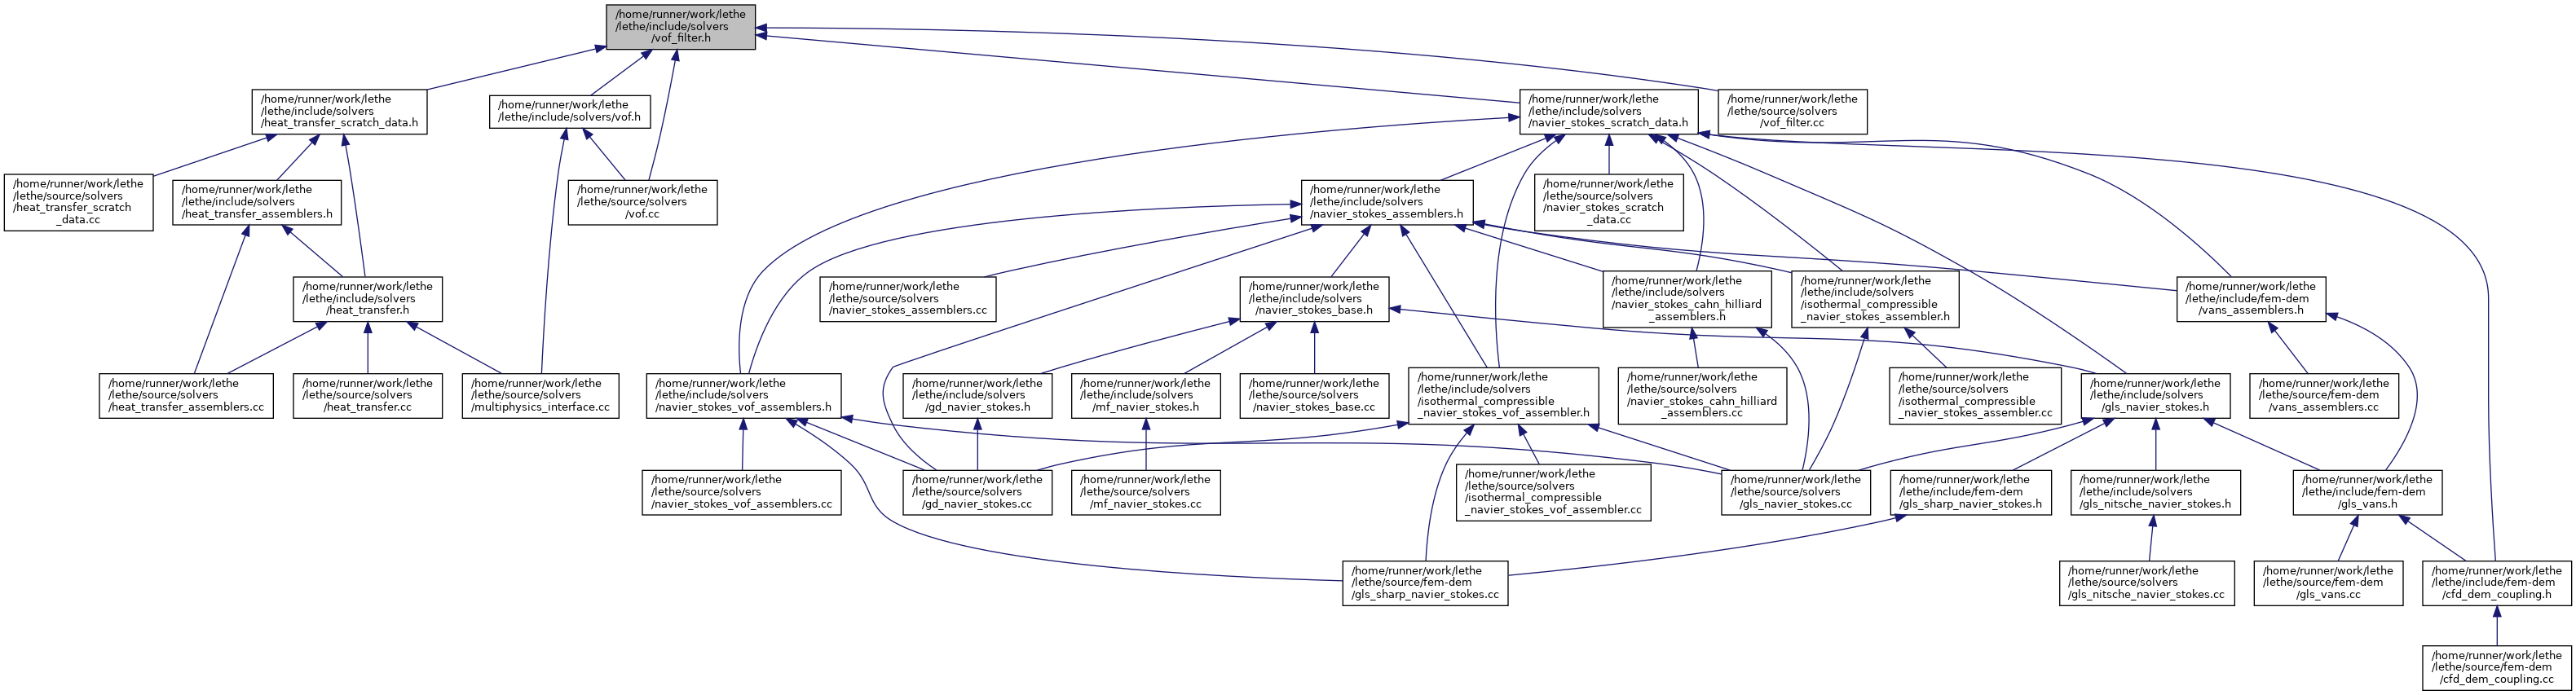 /home/runner/work/lethe
/lethe/include/solvers
/vof_filter.h
/home/runner/work/lethe
/lethe/include/solvers
/heat_transfer_scratch_data.h
/home/runner/work/lethe
/lethe/include/solvers/vof.h
/home/runner/work/lethe
/lethe/include/solvers
/navier_stokes_scratch_data.h
/home/runner/work/lethe
/lethe/source/solvers
/vof_filter.cc
/home/runner/work/lethe
/lethe/source/solvers
/heat_transfer_scratch
_data.cc
/home/runner/work/lethe
/lethe/include/solvers
/heat_transfer_assemblers.h
/home/runner/work/lethe
/lethe/source/solvers
/vof.cc
/home/runner/work/lethe
/lethe/include/solvers
/navier_stokes_assemblers.h
/home/runner/work/lethe
/lethe/source/solvers
/navier_stokes_scratch
_data.cc
/home/runner/work/lethe
/lethe/include/solvers
/heat_transfer.h
/home/runner/work/lethe
/lethe/source/solvers
/navier_stokes_assemblers.cc
/home/runner/work/lethe
/lethe/include/solvers
/navier_stokes_base.h
/home/runner/work/lethe
/lethe/include/solvers
/navier_stokes_cahn_hilliard
_assemblers.h
/home/runner/work/lethe
/lethe/include/solvers
/isothermal_compressible
_navier_stokes_assembler.h
/home/runner/work/lethe
/lethe/include/fem-dem
/vans_assemblers.h
/home/runner/work/lethe
/lethe/source/solvers
/heat_transfer_assemblers.cc
/home/runner/work/lethe
/lethe/source/solvers
/heat_transfer.cc
/home/runner/work/lethe
/lethe/source/solvers
/multiphysics_interface.cc
/home/runner/work/lethe
/lethe/include/solvers
/navier_stokes_vof_assemblers.h
/home/runner/work/lethe
/lethe/include/solvers
/gd_navier_stokes.h
/home/runner/work/lethe
/lethe/include/solvers
/mf_navier_stokes.h
/home/runner/work/lethe
/lethe/source/solvers
/navier_stokes_base.cc
/home/runner/work/lethe
/lethe/include/solvers
/isothermal_compressible
_navier_stokes_vof_assembler.h
/home/runner/work/lethe
/lethe/source/solvers
/navier_stokes_cahn_hilliard
_assemblers.cc
/home/runner/work/lethe
/lethe/source/solvers
/isothermal_compressible
_navier_stokes_assembler.cc
/home/runner/work/lethe
/lethe/include/solvers
/gls_navier_stokes.h
/home/runner/work/lethe
/lethe/source/fem-dem
/vans_assemblers.cc
/home/runner/work/lethe
/lethe/source/solvers
/navier_stokes_vof_assemblers.cc
/home/runner/work/lethe
/lethe/source/solvers
/gd_navier_stokes.cc
/home/runner/work/lethe
/lethe/source/solvers
/mf_navier_stokes.cc
/home/runner/work/lethe
/lethe/source/solvers
/isothermal_compressible
_navier_stokes_vof_assembler.cc
/home/runner/work/lethe
/lethe/source/solvers
/gls_navier_stokes.cc
/home/runner/work/lethe
/lethe/include/fem-dem
/gls_sharp_navier_stokes.h
/home/runner/work/lethe
/lethe/include/solvers
/gls_nitsche_navier_stokes.h
/home/runner/work/lethe
/lethe/include/fem-dem
/gls_vans.h
/home/runner/work/lethe
/lethe/source/fem-dem
/gls_sharp_navier_stokes.cc
/home/runner/work/lethe
/lethe/source/solvers
/gls_nitsche_navier_stokes.cc
/home/runner/work/lethe
/lethe/source/fem-dem
/gls_vans.cc
/home/runner/work/lethe
/lethe/include/fem-dem
/cfd_dem_coupling.h
/home/runner/work/lethe
/lethe/source/fem-dem
/cfd_dem_coupling.cc